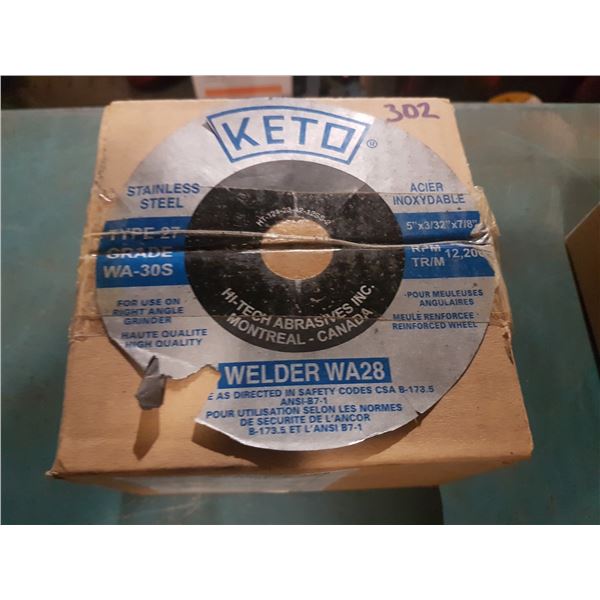 302
KETO ®
STAINLESS
STEEL
ACIER
INOXYDABLE
TYPE 27
GRADE
WA-30S
5"x3/32"x7/8"
RPM
TR/M 12,200
HI-TECH ABRASIVES INC.
MONTREAL - CANADA
FOR USE ON
RIGHT ANGLE
GRINDER
HAUTE QUALITE
HIGH QUALITY
POUR MEULEUSES
ANGULAIRES
MEULE RENFORCEE
REINFORCED WHEEL
WELDER WA28
E AS DIRECTED IN SAFETY CODES CSA B-173.5
ANSI-B7-1
POUR UTILISATION SELON LES NORMES
DE SECURITE DE L'ANCOR
B-173.5 ET L'ANSI B7-1